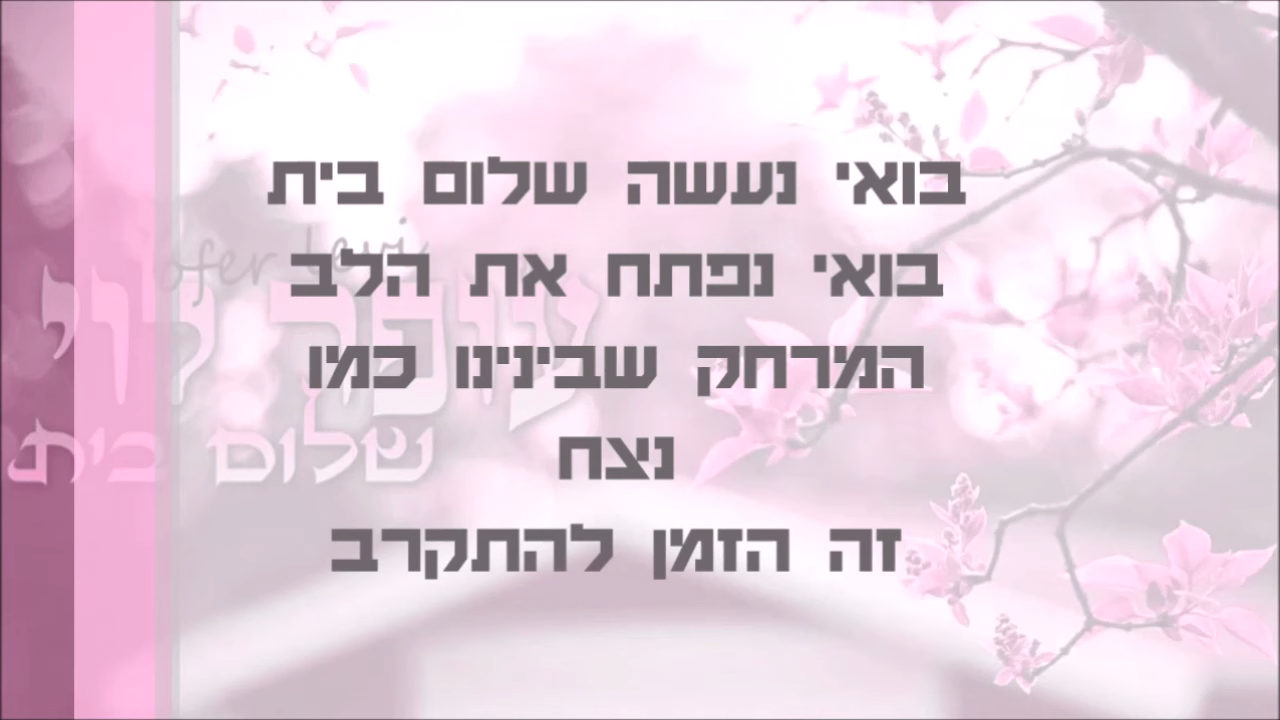 בואי נעשה שלום בית
בואי נפתח את הלב
המרחק שבינינו כמו
נצח
זה הזמן להתקרב
ofer Levi
עופר לוי
שלום בית